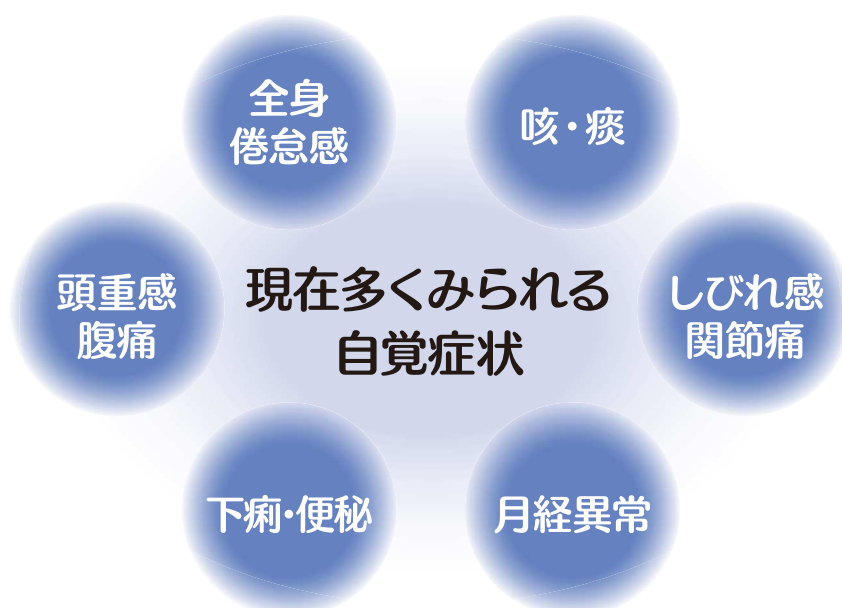 全身
倦怠感
咳・痰
頭重感
腹痛
現在多くみられる
自覚症状
しびれ感
関節痛
下痢・便秘
月経異常